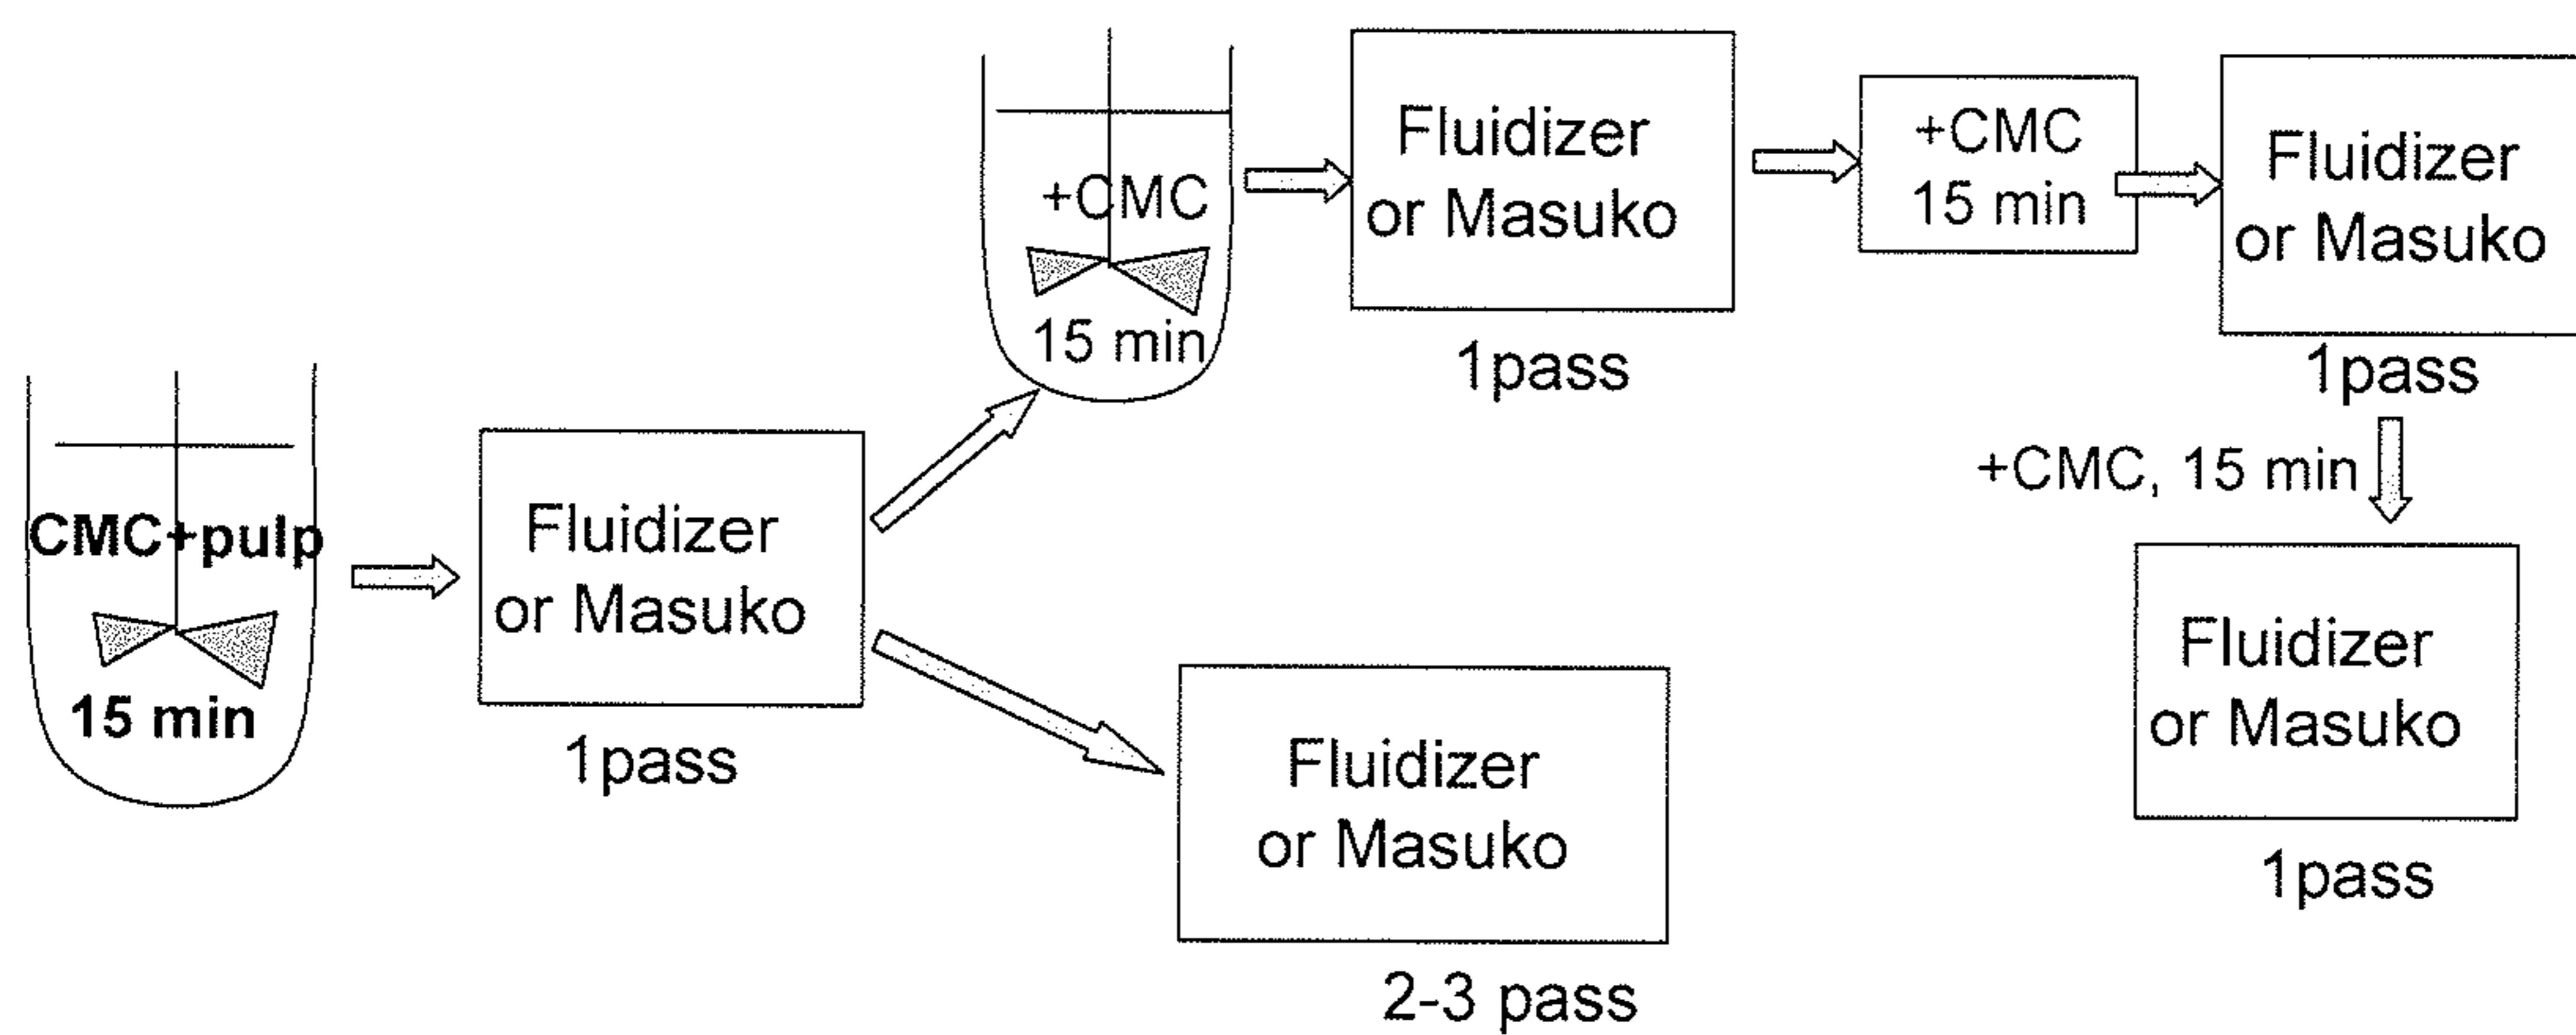 CMC+pulp
15 min
Fluidizer
or Masuko
1pass
+CMC
15 min
Fluidizer
or Masuko
1pass
+CMC
15 min
Fluidizer
or Masuko
1pass
+CMC, 15 min
Fluidizer
or Masuko
1pass
Fluidizer
or Masuko
2-3 pass